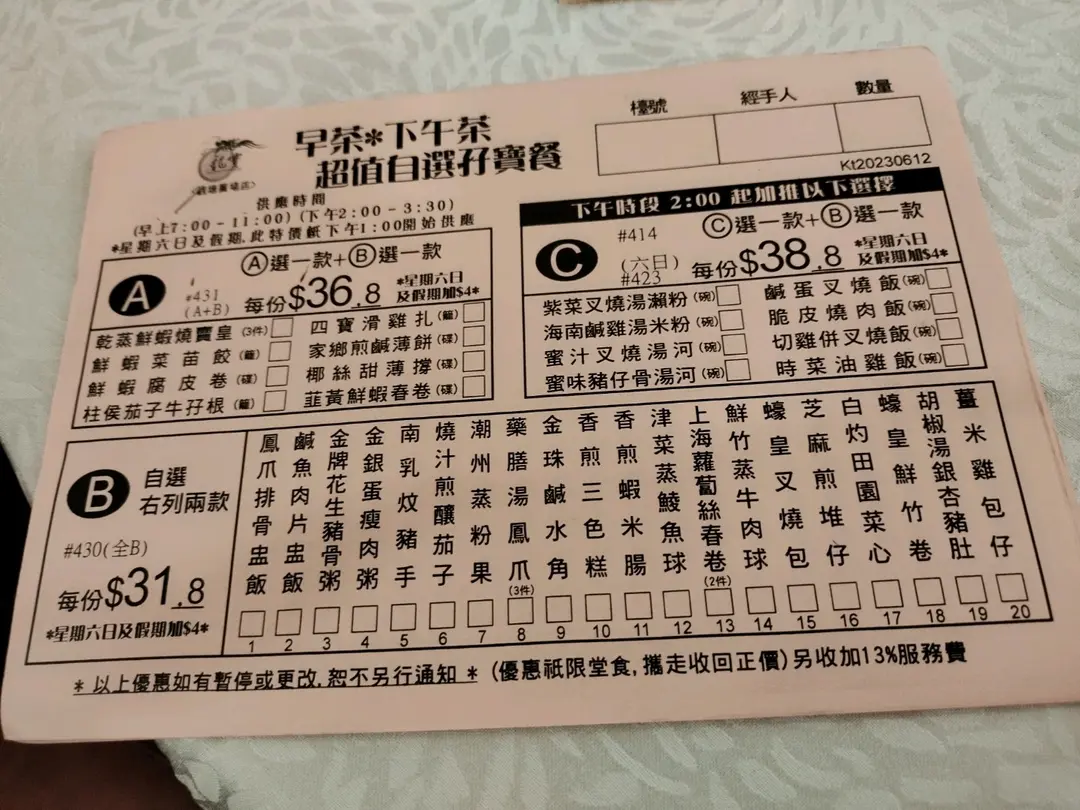 檯號 經手人 數量
Kt20230612
早茶*下午茶
超值自選孖寶餐
供應時間
(早上7:00 - 11:00) (下午2:00 - 3:30)
*星期六日及假期,此特價紙下午1:00開始供應
A
Ⓐ選一款+Ⓑ選一款
#431
(A+B)
每份$36.8
*星期六日
及假期加$4*
乾蒸鮮蝦燒賣皇(3件)
鮮蝦菜苗餃(籠)
鮮蝦腐皮卷(碟)
柱侯茄子牛孖根(籠)
四寶滑雞扎(籠)
家鄉煎鹹薄餅(碟)
椰絲甜薄撐(碟)
韮黃鮮蝦春卷(碟)
下午時段 2:00 起加推以下選擇
C
#414
(六日)
#423
Ⓒ選一款+Ⓑ選一款
每份$38.8
*星期六日
及假期加$4*
紫菜叉燒湯瀨粉(碗)
海南鹹雞湯米粉(碗)
蜜汁叉燒湯河(碗)
蜜味豬仔骨湯河(碗)
鹹蛋叉燒飯(碗)
脆皮燒肉飯(碗)
切雞併叉燒飯(碗)
時菜油雞飯(碗)
B
自選
右列兩款
#430(全B)
每份$31.8
*星期六日及假期加$4*
鳳爪排骨盅飯 1
鹹魚肉片盅飯 2
金牌花生豬骨粥 3
金銀蛋瘦肉粥 4
南乳炆豬手 5
燒汁煎釀茄子 6
潮州蒸粉果 7
藥膳湯鳳爪(3件) 8
金珠鹹水角 9
香煎三色糕 10
香煎蝦米腸 11
津菜蒸鯪魚球 12
上海蘿蔔絲春卷(2件) 13
鮮竹蒸牛肉球 14
蠔皇叉燒包 15
芝麻煎堆仔 16
白灼田園菜心 17
蠔皇鮮竹卷 18
胡椒湯銀杏豬肚 19
薑米雞包仔 20
* 以上優惠如有暫停或更改,恕不另行通知 * (優惠祇限堂食,攜走收回正價)另收加13%服務費